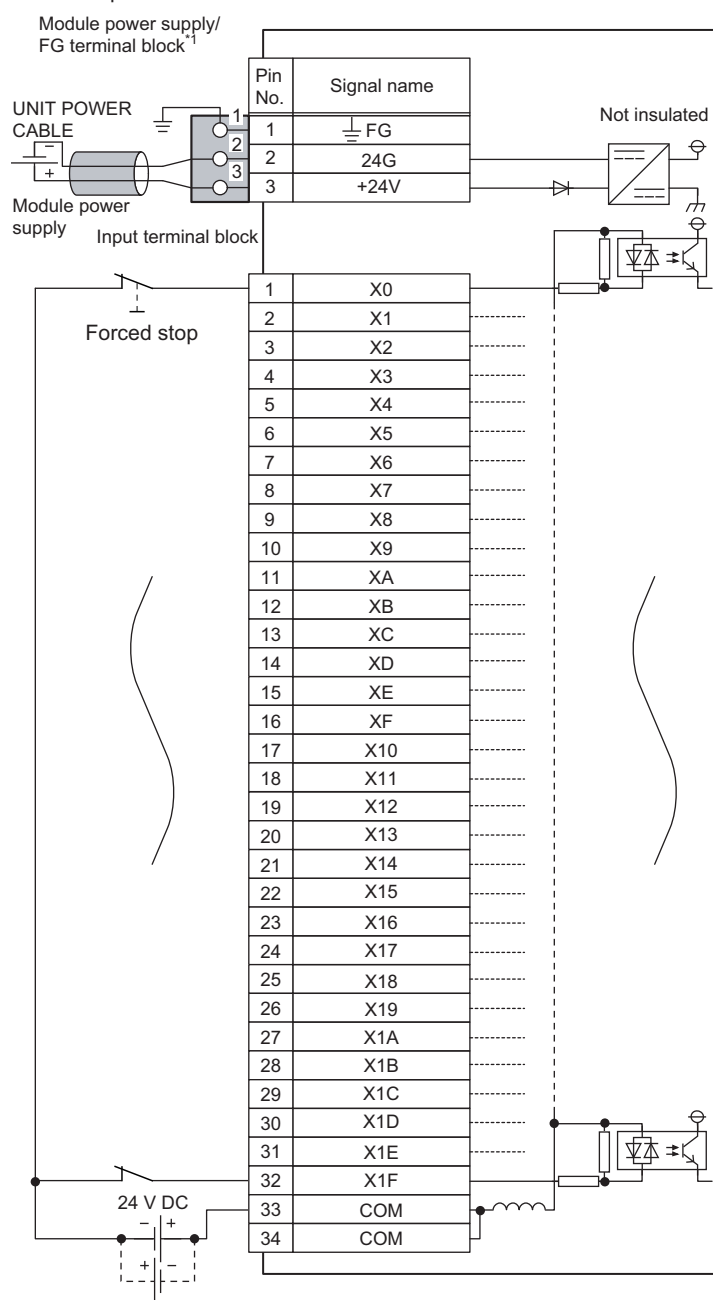 Module power supply/
FG terminal block*1
Pin No. Signal name
UNIT POWER CABLE
Not insulated
1 1 ⏚ FG
2 2 24G
3 3 +24V
−
+
Module power supply
Input terminal block
1 X0
Forced stop
2 X1
3 X2
4 X3
5 X4
6 X5
7 X6
8 X7
9 X8
10 X9
11 XA
12 XB
13 XC
14 XD
15 XE
16 XF
17 X10
18 X11
19 X12
20 X13
21 X14
22 X15
23 X16
24 X17
25 X18
26 X19
27 X1A
28 X1B
29 X1C
30 X1D
31 X1E
32 X1F
24 V DC
33 COM
− +
34 COM
+ −